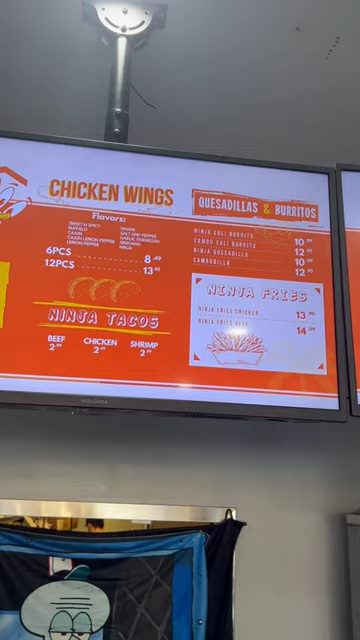 CHICKEN WINGS
Flavors:
SWEET N SPICY
BUFFALO
CAJUN
CAJUN LEMON PEPPER
LEMON PEPPER
SALT AND PEPPER
GARLIC PARMESAN
NINJA
6PCS 8.49
12PCS 13.95
NINJA TACOS
BEEF CHICKEN SHRIMP
2.99 2.49 2.99
QUESADILLAS & BURRITOS
NINJA CALI BURRITO 10.99
CAMBO CALI BURRITO 12.95
NINJA QUESADILLA 10.99
CAMBODILLA 12.95
NINJA FRIES
NINJA FRIES CHICKEN 13.95
NINJA FRIES BEEF 14.95
INSIGNIA